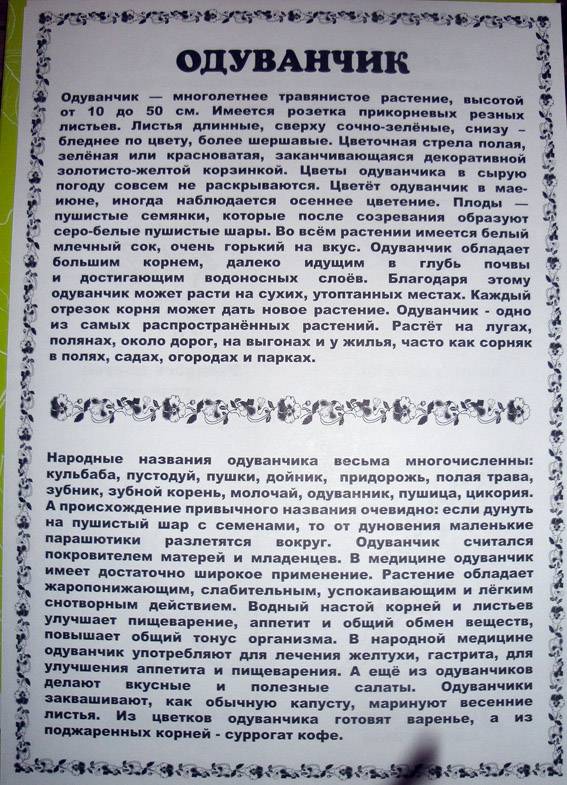 ОДУВАНЧИК
Одуванчик — многолетнее травянистое растение, высотой
от 10 до 50 см. Имеется розетка прикорневых резных
листьев. Листья длинные, сверху сочно-зелёные, снизу –
бледнее по цвету, более шершавые. Цветочная стрела полая,
зелёная или красноватая, заканчивающаяся декоративной
золотисто-желтой корзинкой. Цветы одуванчика в сырую
погоду совсем не раскрываются. Цветёт одуванчик в мае-
июне, иногда наблюдается осеннее цветение. Плоды —
пушистые семянки, которые после созревания образуют
серо-белые пушистые шары. Во всём растении имеется белый
млечный сок, очень горький на вкус. Одуванчик обладает
большим корнем, далеко идущим в глубь почвы
и достигающим водоносных слоёв. Благодаря этому
одуванчик может расти на сухих, утоптанных местах. Каждый
отрезок корня может дать новое растение. Одуванчик - одно
из самых распространённых растений. Растёт на лугах,
полянах, около дорог, на выгонах и у жилья, часто как сорняк
в полях, садах, огородах и парках.
Народные названия одуванчика весьма многочисленны:
кульбаба, пустодуй, пушки, дойник, придорожь, полая трава,
зубник, зубной корень, молочай, одуванник, пушица, цикория.
А происхождение привычного названия очевидно: если дунуть
на пушистый шар с семенами, то от дуновения маленькие
парашютики разлетятся вокруг. Одуванчик считался
покровителем матерей и младенцев. В медицине одуванчик
имеет достаточно широкое применение. Растение обладает
жаропонижающим, слабительным, успокаивающим и лёгким
снотворным действием. Водный настой корней и листьев
улучшает пищеварение, аппетит и общий обмен веществ,
повышает общий тонус организма. В народной медицине
одуванчик употребляют для лечения желтухи, гастрита, для
улучшения аппетита и пищеварения. А ещё из одуванчиков
делают вкусные и полезные салаты. Одуванчики
заквашивают, как обычную капусту, маринуют весенние
листья. Из цветков одуванчика готовят варенье, а из
поджаренных корней - суррогат кофе.